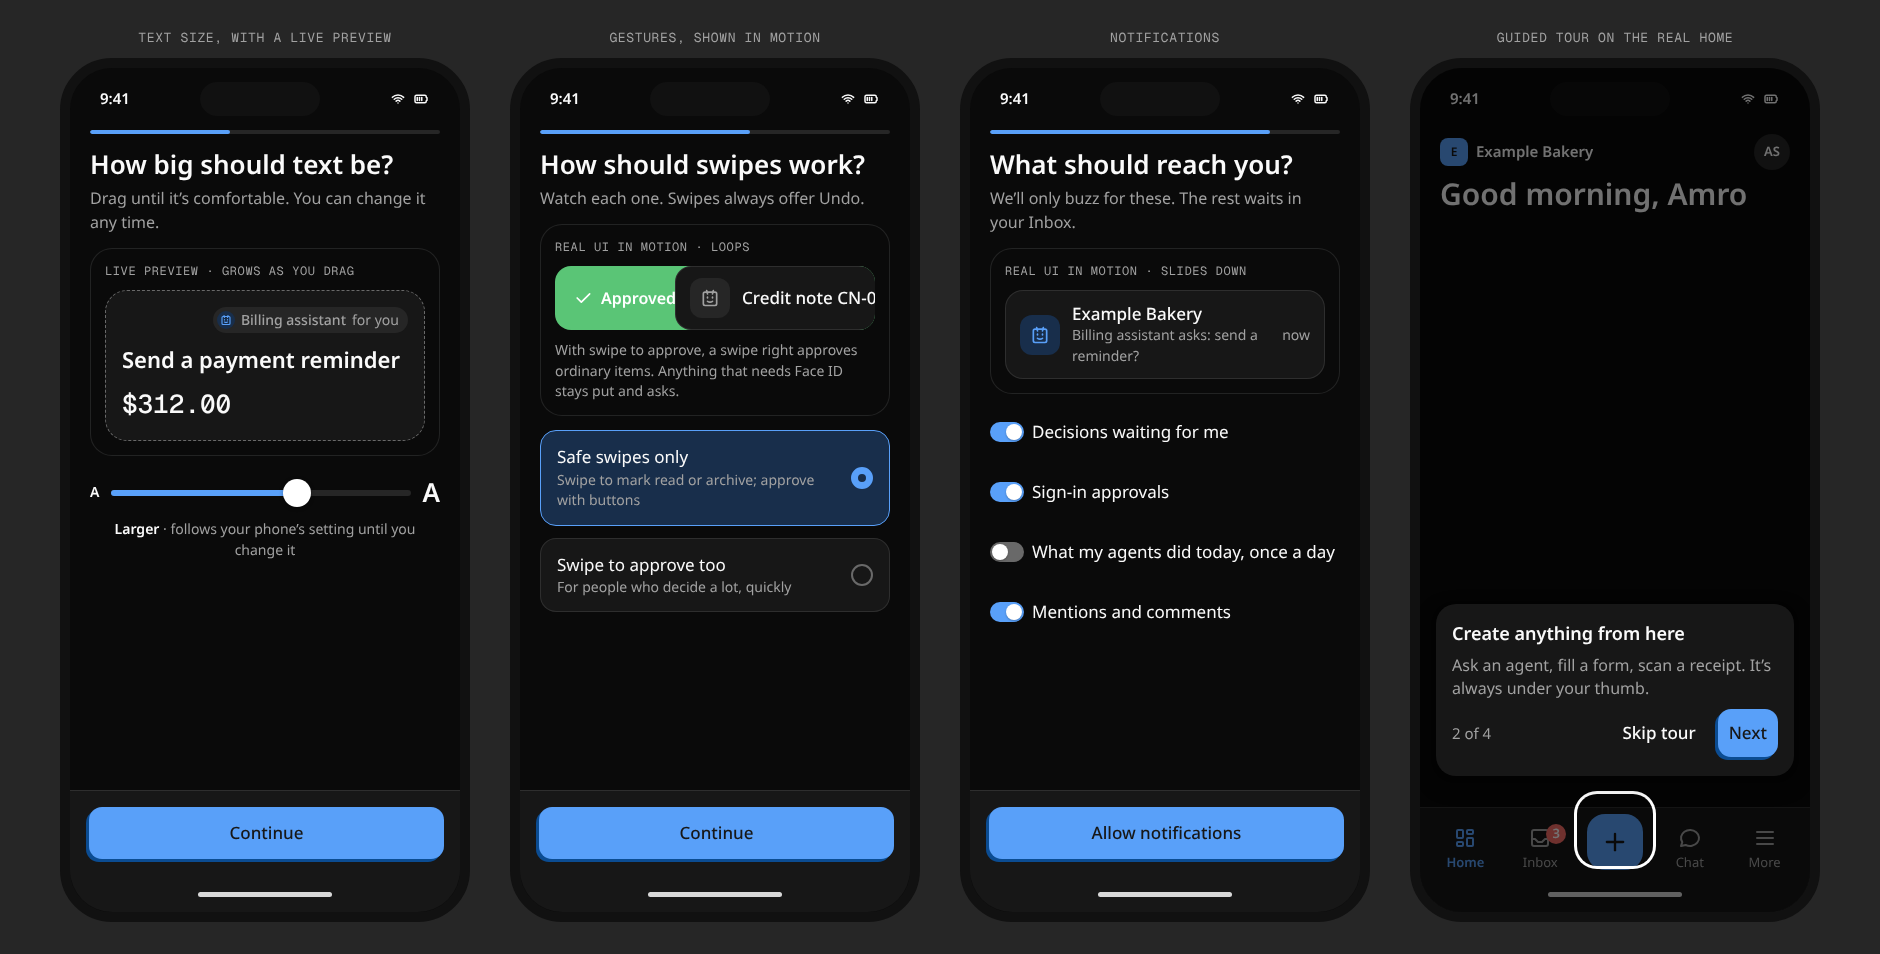 TEXT SIZE, WITH A LIVE PREVIEW
9:41
How big should text be?
Drag until it’s comfortable. You can change it
any time.
LIVE PREVIEW · GROWS AS YOU DRAG
Billing assistant for you
Send a payment reminder
$312.00
A
A
Larger · follows your phone’s setting until you
change it
Continue
GESTURES, SHOWN IN MOTION
9:41
How should swipes work?
Watch each one. Swipes always offer Undo.
REAL UI IN MOTION · LOOPS
Approved
Credit note CN-0
With swipe to approve, a swipe right approves
ordinary items. Anything that needs Face ID
stays put and asks.
Safe swipes only
Swipe to mark read or archive; approve
with buttons
Swipe to approve too
For people who decide a lot, quickly
Continue
NOTIFICATIONS
9:41
What should reach you?
We’ll only buzz for these. The rest waits in
your Inbox.
REAL UI IN MOTION · SLIDES DOWN
Example Bakery
Billing assistant asks: send a
reminder?
now
Decisions waiting for me
Sign-in approvals
What my agents did today, once a day
Mentions and comments
Allow notifications
GUIDED TOUR ON THE REAL HOME
9:41
E
Example Bakery
AS
Good morning, Amro
Create anything from here
Ask an agent, fill a form, scan a receipt. It’s
always under your thumb.
2 of 4
Skip tour
Next
3
Home
Inbox
Chat
More